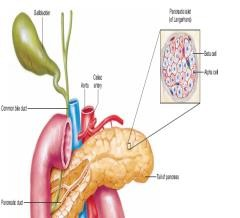 Gallbladder
Pancreatic islet
(of Langerhans)
Beta cell
Alpha cell
Celiac
artery
Aorta
Common bile duct
Tail of pancreas
Pancreatic duct